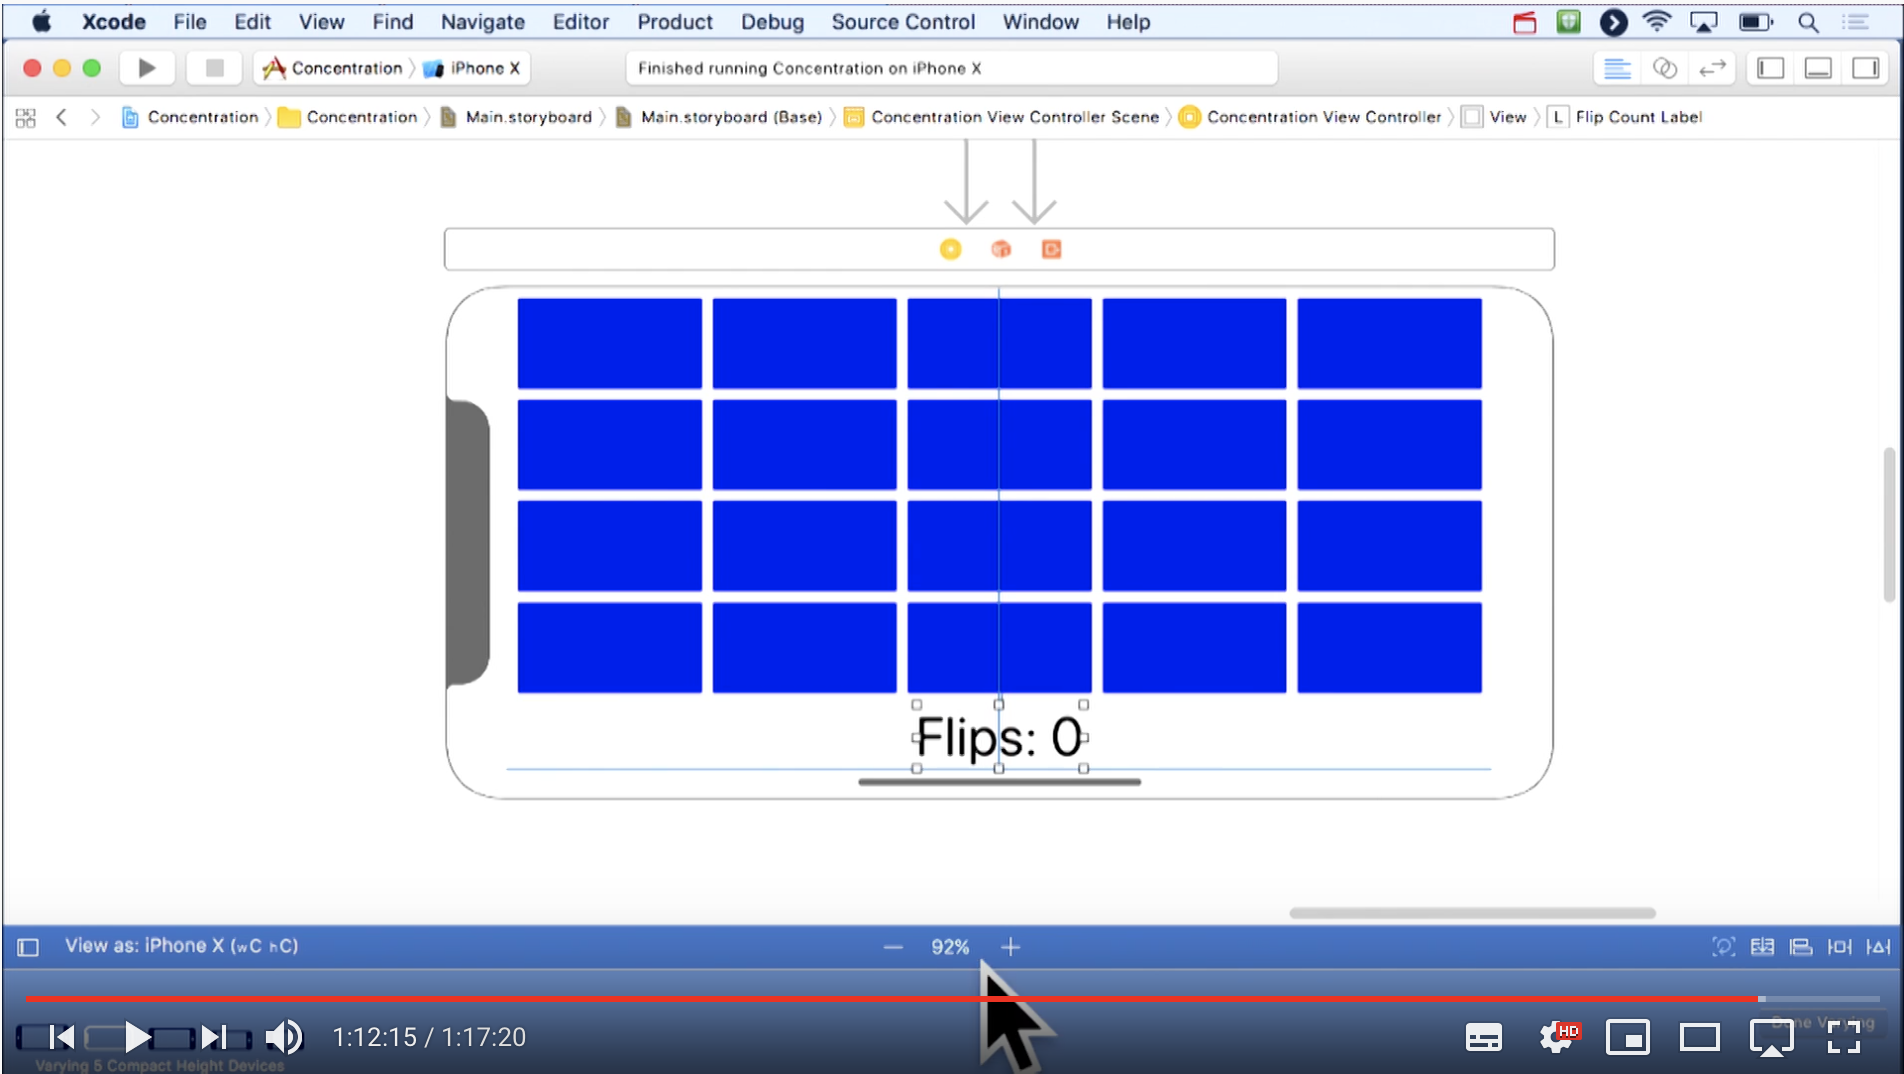 Xcode File Edit View Find Navigate Editor Product Debug Source Control Window Help
Concentration iPhone X Finished running Concentration on iPhone X
Concentration Concentration Main.storyboard Main.storyboard (Base) Concentration View Controller Scene Concentration View Controller View L Flip Count Label
Flips: 0
View as: iPhone X (wC hC) 92%
1:12:15 / 1:17:20 HD Done Varying
Varying 5 Compact Height Devices